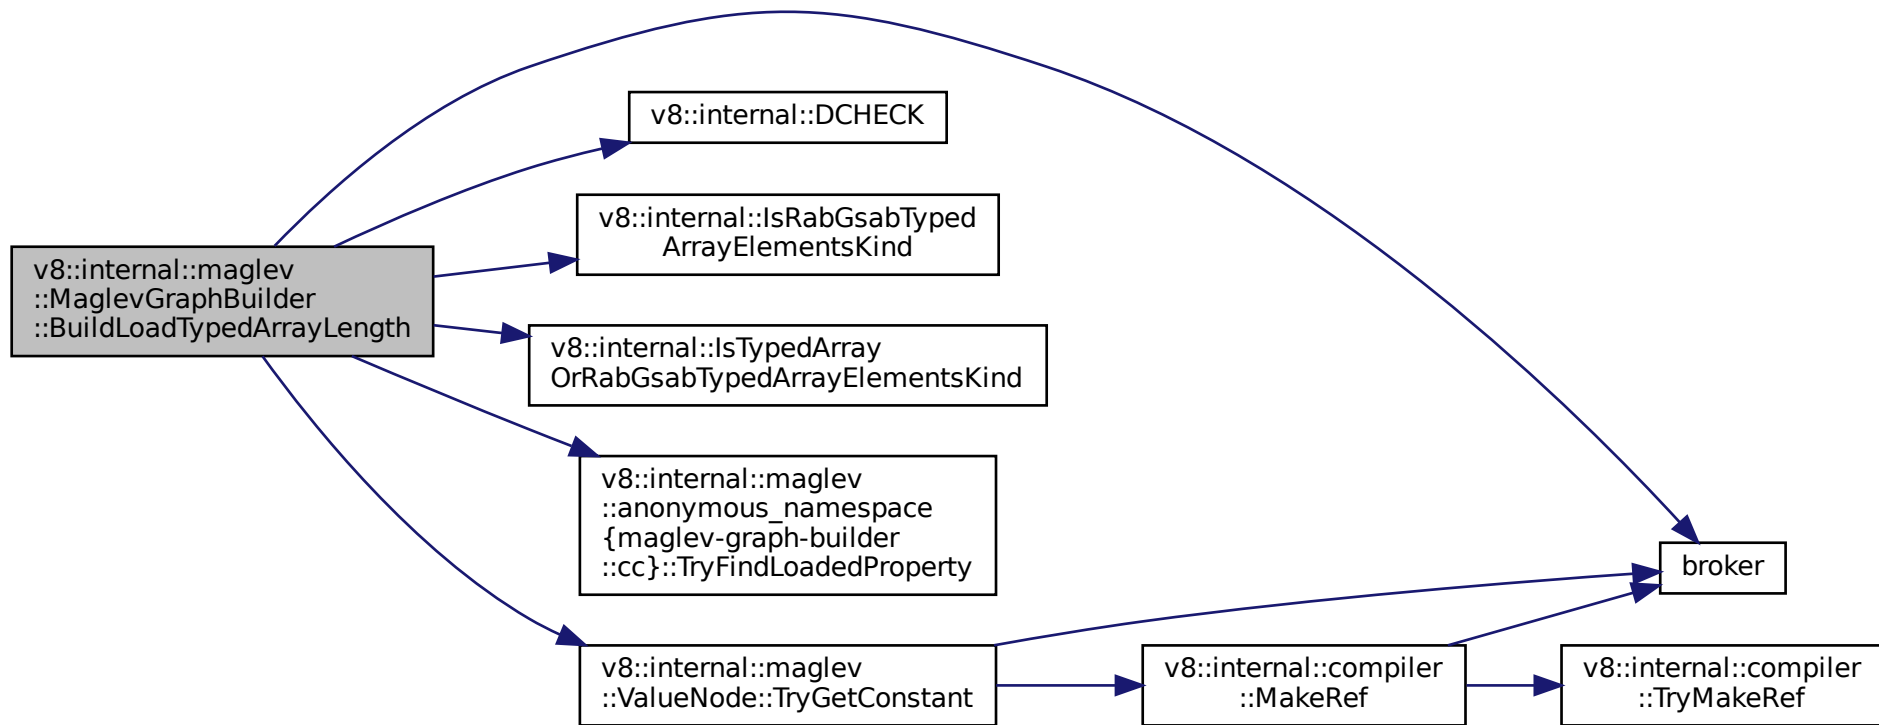 v8::internal::maglev
::MaglevGraphBuilder
::BuildLoadTypedArrayLength
v8::internal::DCHECK
v8::internal::IsRabGsabTyped
ArrayElementsKind
v8::internal::IsTypedArray
OrRabGsabTypedArrayElementsKind
v8::internal::maglev
::anonymous_namespace
{maglev-graph-builder
::cc}::TryFindLoadedProperty
v8::internal::maglev
::ValueNode::TryGetConstant
v8::internal::compiler
::MakeRef
broker
v8::internal::compiler
::TryMakeRef